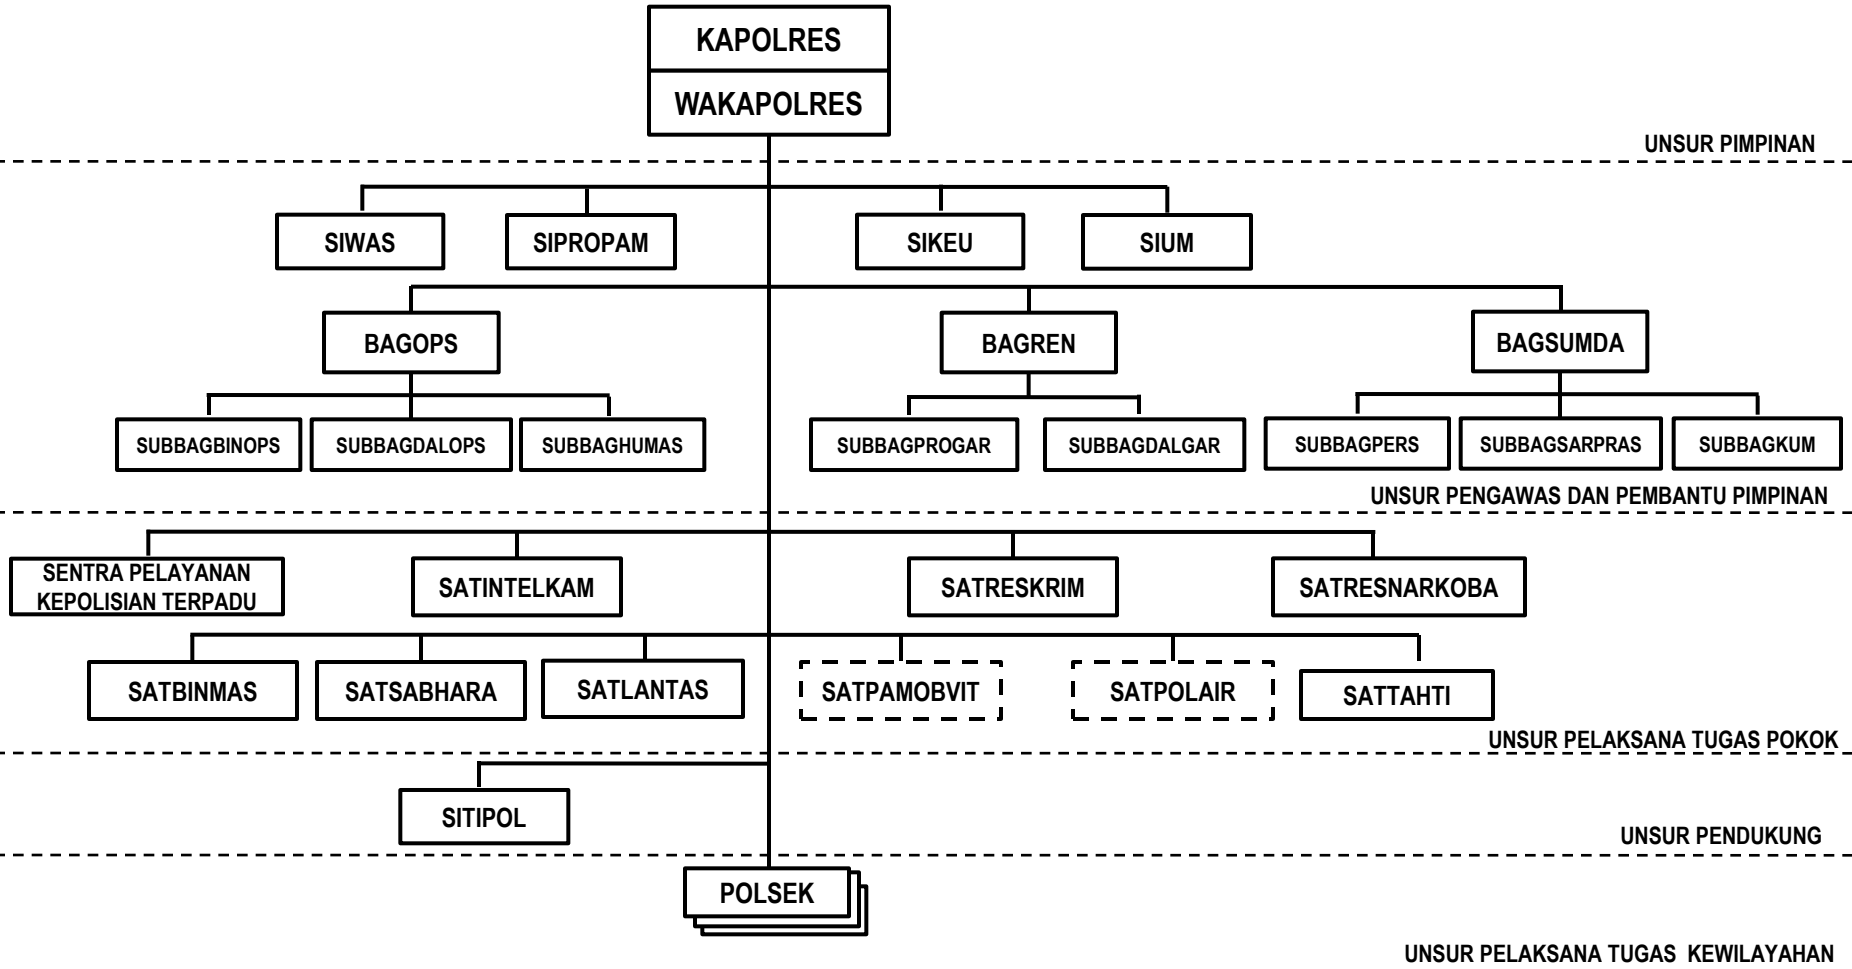 KAPOLRES
WAKAPOLRES
UNSUR PIMPINAN
SIWAS
SIPROPAM
SIKEU
SIUM
BAGOPS
BAGREN
BAGSUMDA
SUBBAGBINOPS
SUBBAGDALOPS
SUBBAGHUMAS
SUBBAGPROGAR
SUBBAGDALGAR
SUBBAGPERS
SUBBAGSARPRAS
SUBBAGKUM
UNSUR PENGAWAS DAN PEMBANTU PIMPINAN
SENTRA PELAYANAN
KEPOLISIAN TERPADU
SATINTELKAM
SATRESKRIM
SATRESNARKOBA
SATBINMAS
SATSABHARA
SATLANTAS
SATPAMOBVIT
SATPOLAIR
SATTAHTI
UNSUR PELAKSANA TUGAS POKOK
SITIPOL
UNSUR PENDUKUNG
POLSEK
UNSUR PELAKSANA TUGAS KEWILAYAHAN